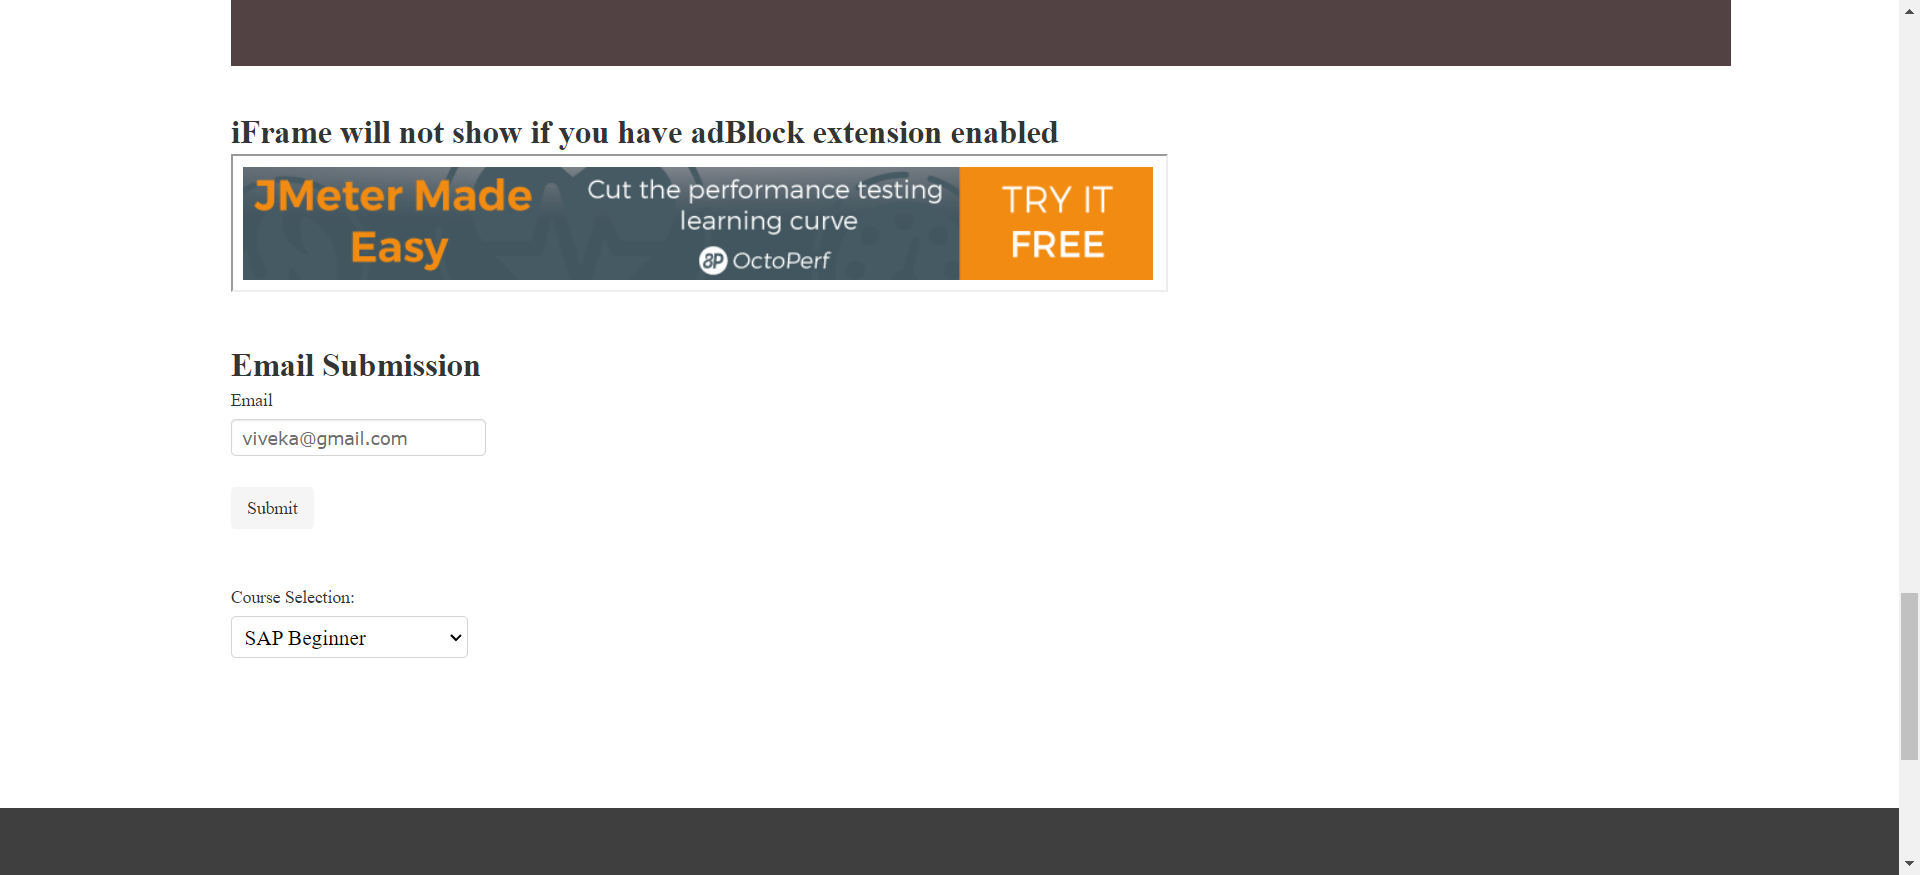 iFrame will not show if you have adBlock extension enabled
JMeter Made
Easy
Cut the performance testing
learning curve
OctoPerf
TRY IT
FREE
Email Submission
Email
viveka@gmail.com
Submit
Course Selection:
SAP Beginner